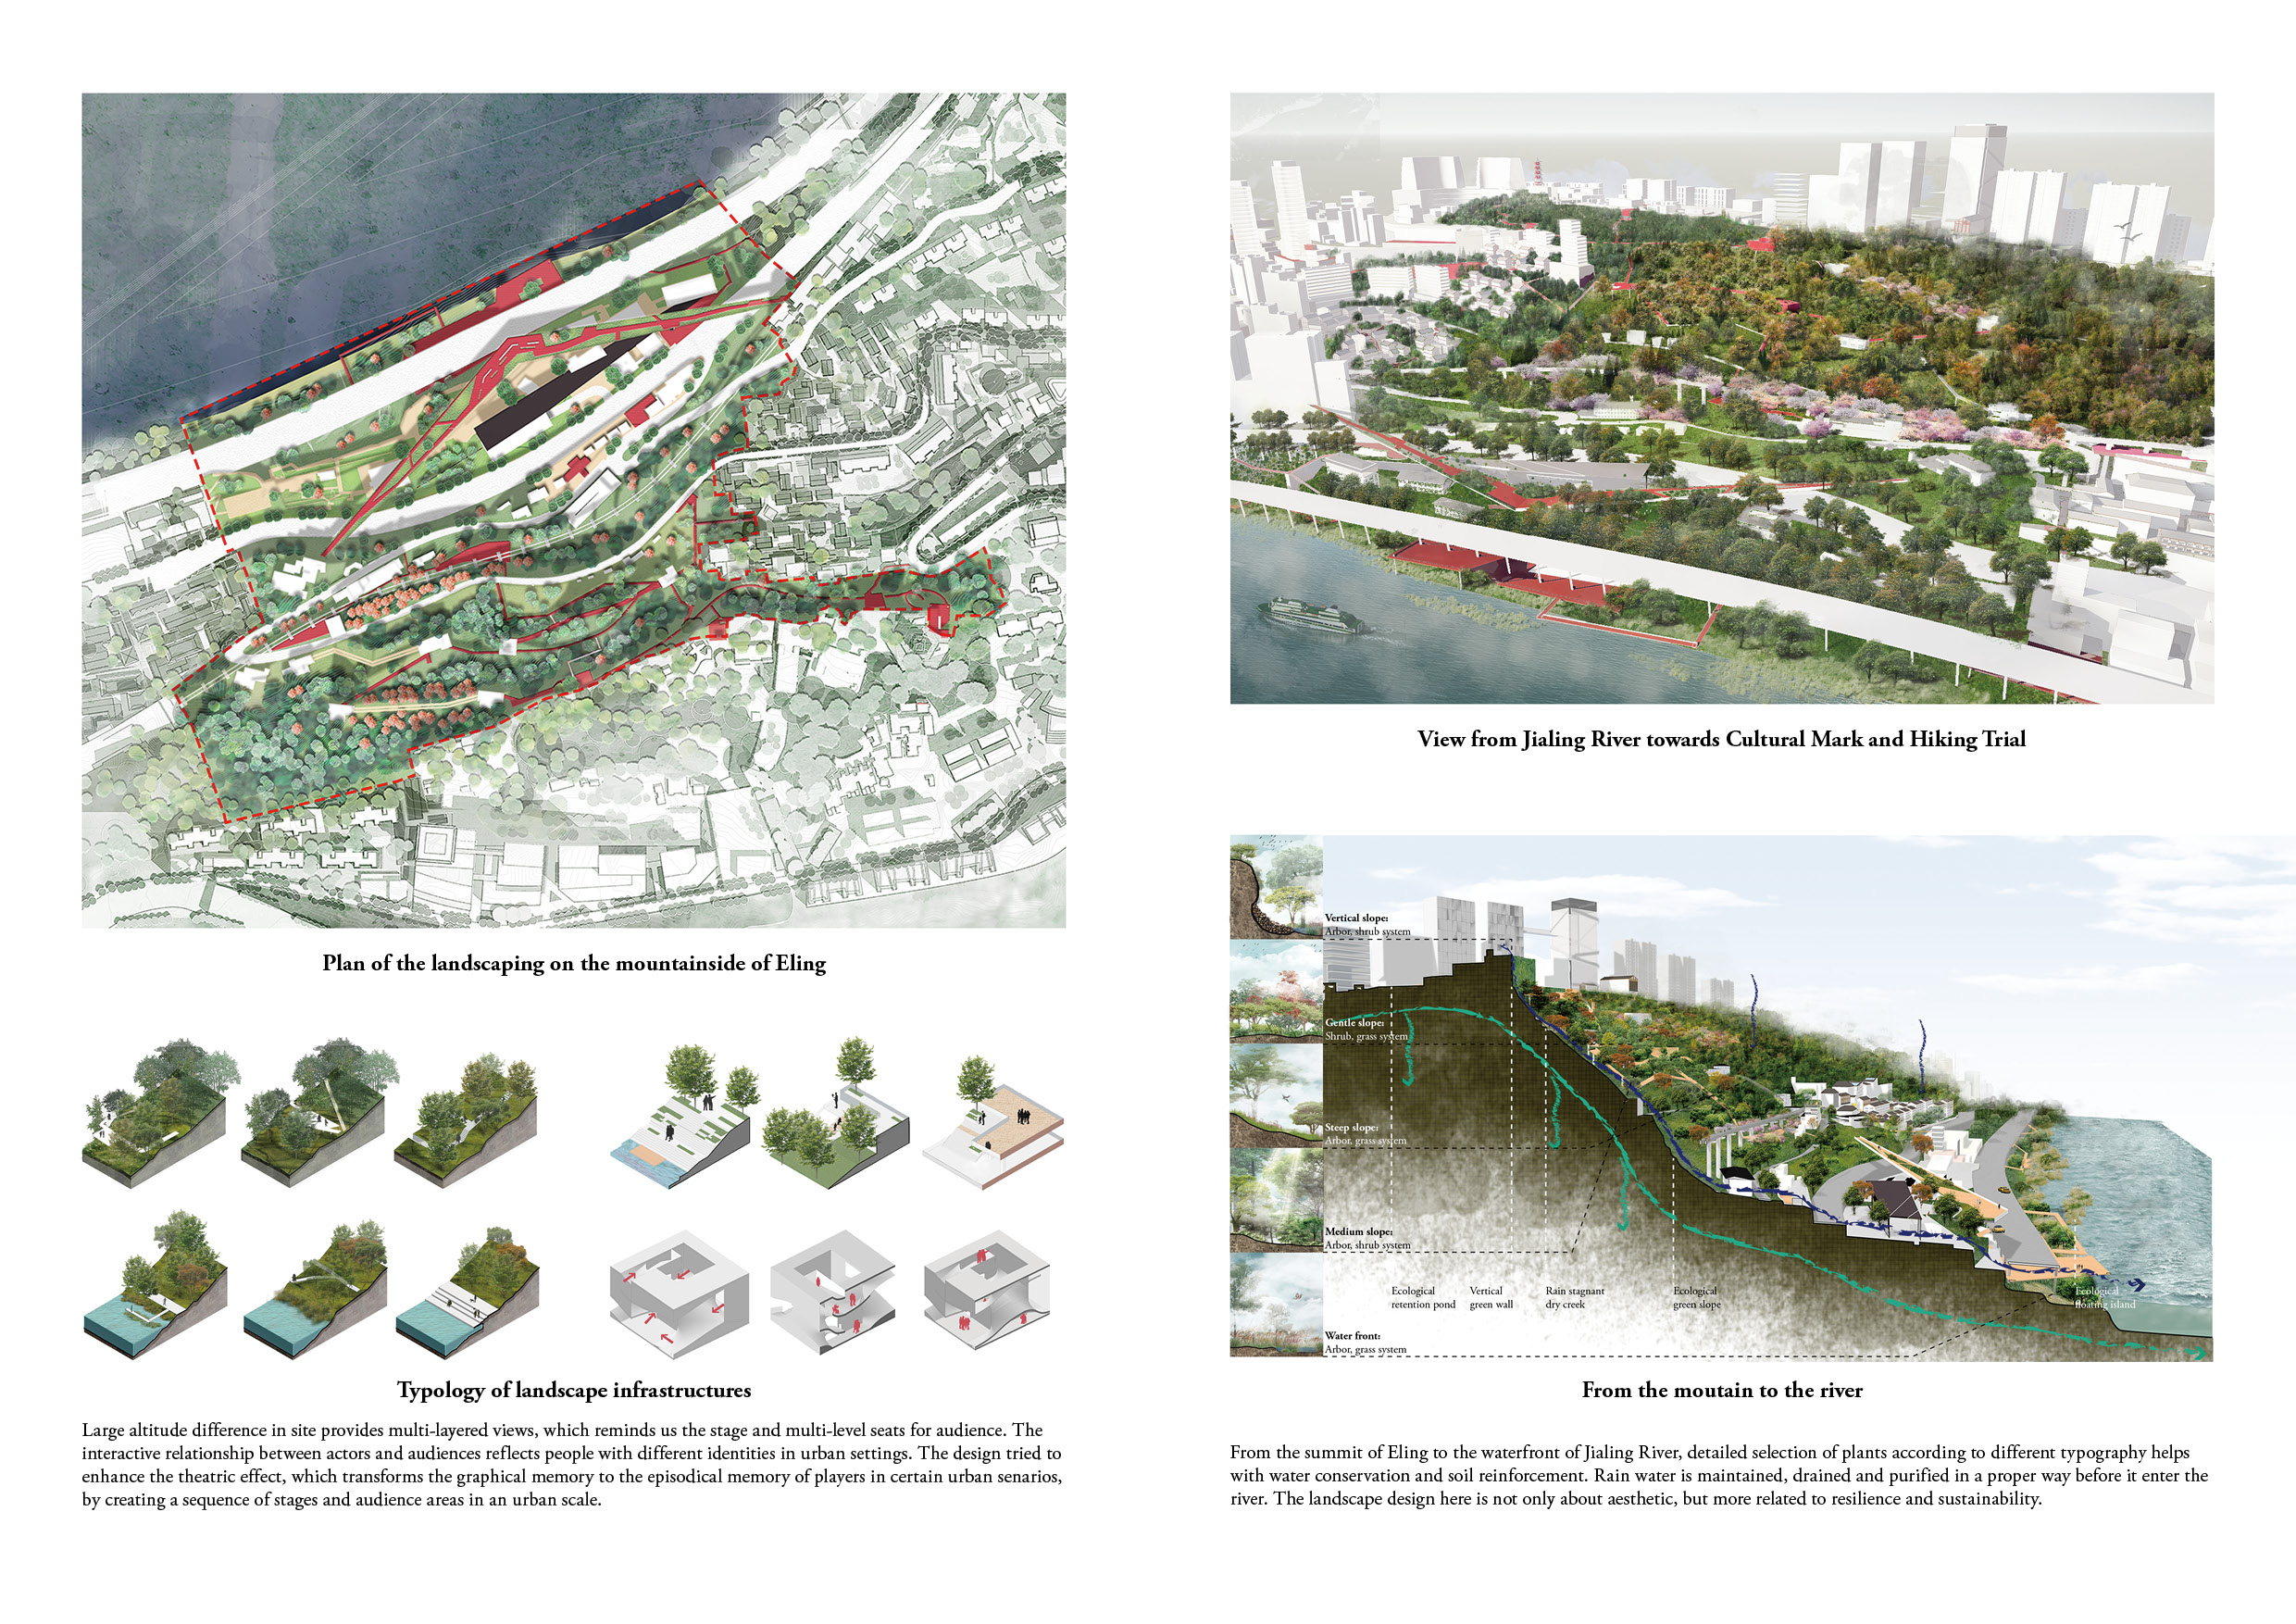 Plan of the landscaping on the mountainside of Eling
Typology of landscape infrastructures
Large altitude difference in site provides multi-layered views, which reminds us the stage and multi-level seats for audience. The
interactive relationship between actors and audiences reflects people with different identities in urban settings. The design tried to
enhance the theatric effect, which transforms the graphical memory to the episodical memory of players in certain urban senarios,
by creating a sequence of stages and audience areas in an urban scale.
View from Jialing River towards Cultural Mark and Hiking Trial
Vertical slope:
Arbor, shrub system
Gentle slope:
Shrub, grass system
Steep slope:
Arbor, grass system
Medium slope:
Arbor, shrub system
Ecological
retention pond
Vertical
green wall
Rain stagnant
dry creek
Ecological
green slope
Ecological
floating island
Water front:
Arbor, grass system
From the moutain to the river
From the summit of Eling to the waterfront of Jialing River, detailed selection of plants according to different typography helps
with water conservation and soil reinforcement. Rain water is maintained, drained and purified in a proper way before it enter the
river. The landscape design here is not only about aesthetic, but more related to resilience and sustainability.